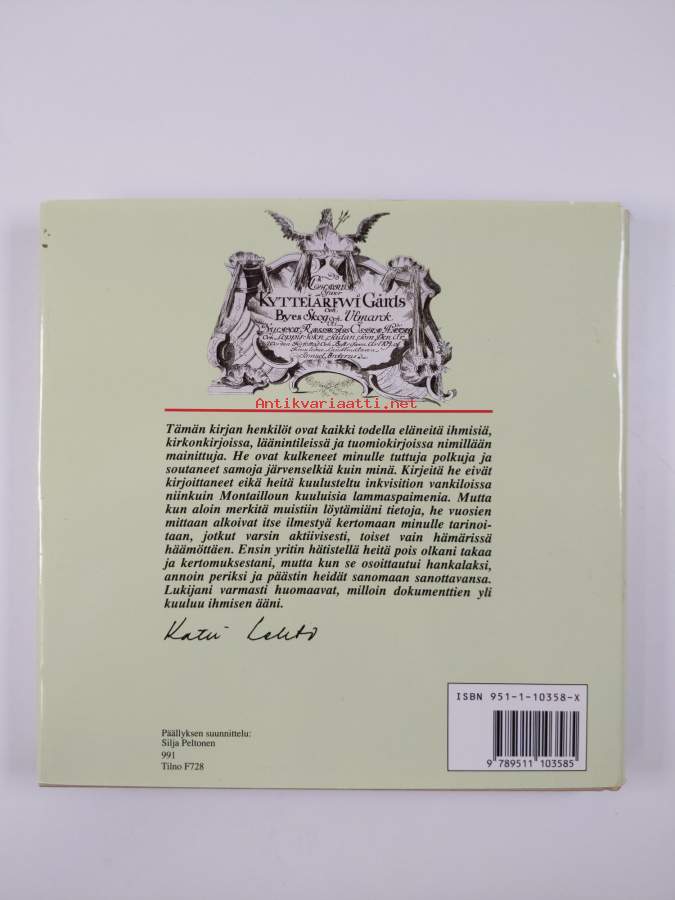 KYTTEIÄRFWI Gårds
Och
Byes Skog och Utmarck
Antikvariaatti.net
Tämän kirjan henkilöt ovat kaikki todella eläneitä ihmisiä,
kirkonkirjoissa, läänintileissä ja tuomiokirjoissa nimillään
mainittuja. He ovat kulkeneet minulle tuttuja polkuja ja
soutaneet samoja järvenselkiä kuin minä. Kirjeitä he eivät
kirjoittaneet eikä heitä kuulusteltu inkvisition vankiloissa
niinkuin Montailloun kuuluisia lammaspaimenia. Mutta
kun aloin merkitä muistiin löytämiäni tietoja, he vuosien
mittaan alkoivat itse ilmestyä kertomaan minulle tarinoi-
taan, jotkut varsin aktiivisesti, toiset vain hämärissä
häämöttäen. Ensin yritin hätistellä heitä pois olkani takaa
ja kertomuksestani, mutta kun se osoittautui hankalaksi,
annoin periksi ja päästin heidät sanomaan sanottavansa.
Lukijani varmasti huomaavat, milloin dokumenttien yli
kuuluu ihmisen ääni.
Katri Lehto
ISBN 951-1-10358-X
9 789511 103585
Päällyksen suunnittelu:
Silja Peltonen
991
Tilno F728